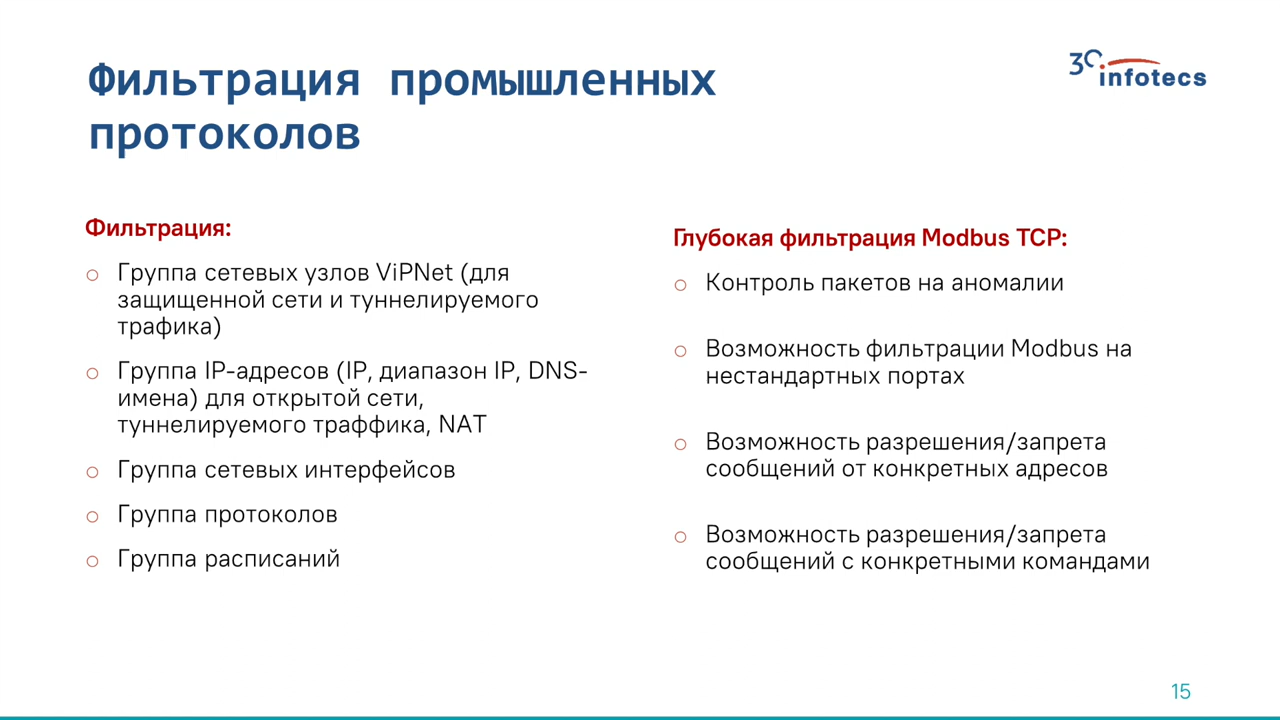 Фильтрация промышленных
протоколов
30 infotecs
Фильтрация:
Группа сетевых узлов ViPNet (для
защищенной сети и туннелируемого
трафика)
Группа IP-адресов (IP, диапазон IP, DNS-
имена) для открытой сети,
туннелируемого траффика, NAT
Группа сетевых интерфейсов
Группа протоколов
Группа расписаний
Глубокая фильтрация Modbus TCP:
Контроль пакетов на аномалии
Возможность фильтрации Modbus на
нестандартных портах
Возможность разрешения/запрета
сообщений от конкретных адресов
Возможность разрешения/запрета
сообщений с конкретными командами
15